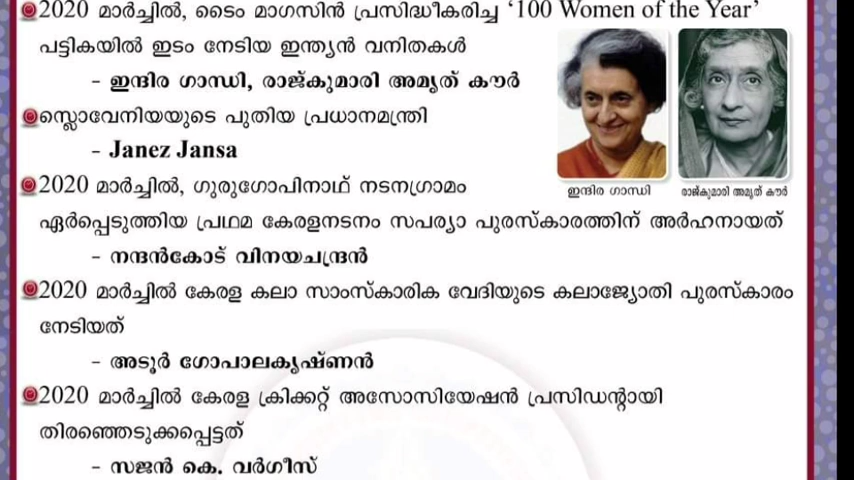 2020 മാർച്ചിൽ, ടൈം മാഗസിൻ പ്രസിദ്ധീകരിച്ച ‘100 Women of the Year’
പട്ടികയിൽ ഇടം നേടിയ ഇന്ത്യൻ വനിതകൾ
- ഇന്ദിര ഗാന്ധി, രാജ്കുമാരി അമൃത് കൗർ
സ്ലൊവേനിയയുടെ പുതിയ പ്രധാനമന്ത്രി
- Janez Jansa
ഇന്ദിര ഗാന്ധി
രാജ്കുമാരി അമൃത് കൗർ
2020 മാർച്ചിൽ, ഗുരുഗോപിനാഥ് നടനഗ്രാമം
ഏർപ്പെടുത്തിയ പ്രഥമ കേരളനടനം സപര്യാ പുരസ്കാരത്തിന് അർഹനായത്
- നന്ദൻകോട് വിനയചന്ദ്രൻ
2020 മാർച്ചിൽ കേരള കലാ സാംസ്കാരിക വേദിയുടെ കലാജ്യോതി പുരസ്കാരം
നേടിയത്
- അടൂർ ഗോപാലകൃഷ്ണൻ
2020 മാർച്ചിൽ കേരള ക്രിക്കറ്റ് അസോസിയേഷൻ പ്രസിഡന്റായി
തിരഞ്ഞെടുക്കപ്പെട്ടത്
- സജൻ കെ. വർഗീസ്